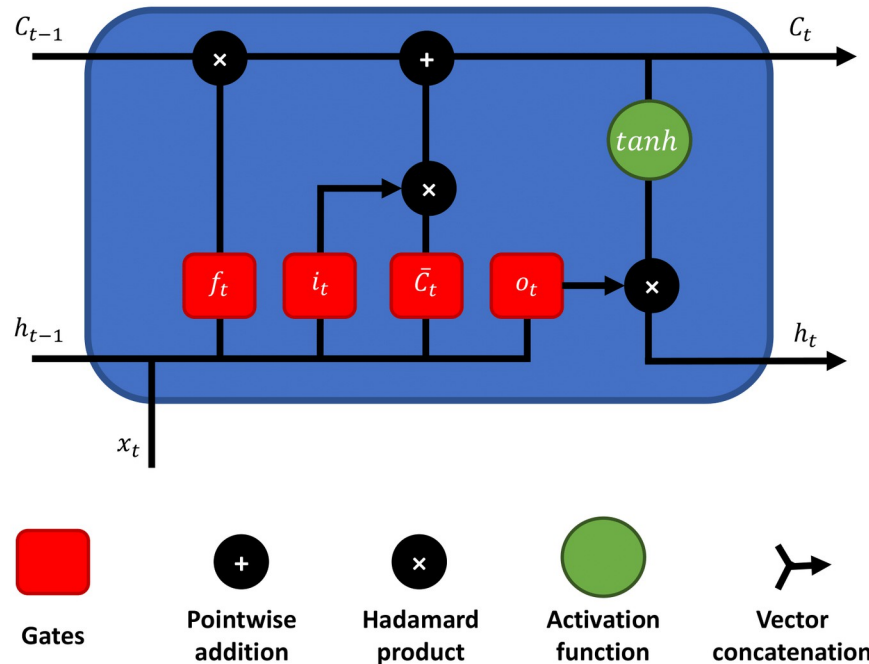 C_{t-1} C_t
× +
tanh
×
f_t i_t C̄_t o_t ×
h_{t-1} h_t
x_t
+ ×
Gates Pointwise addition Hadamard product Activation function Vector concatenation